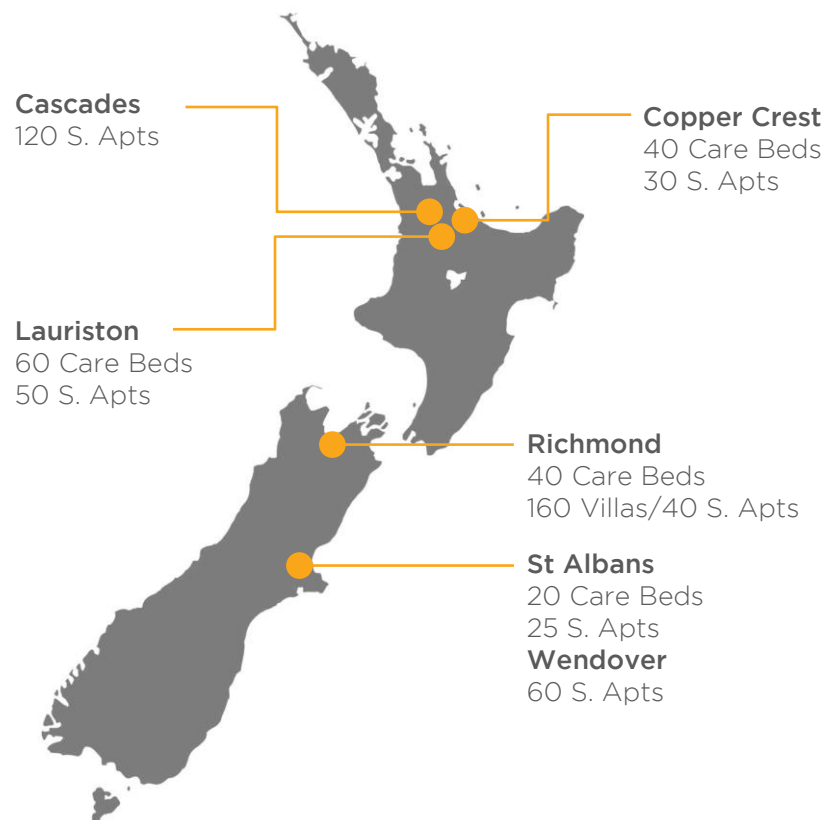 Cascades
120 S. Apts
Copper Crest
40 Care Beds
30 S. Apts
Lauriston
60 Care Beds
50 S. Apts
Richmond
40 Care Beds
160 Villas/40 S. Apts
St Albans
20 Care Beds
25 S. Apts
Wendover
60 S. Apts